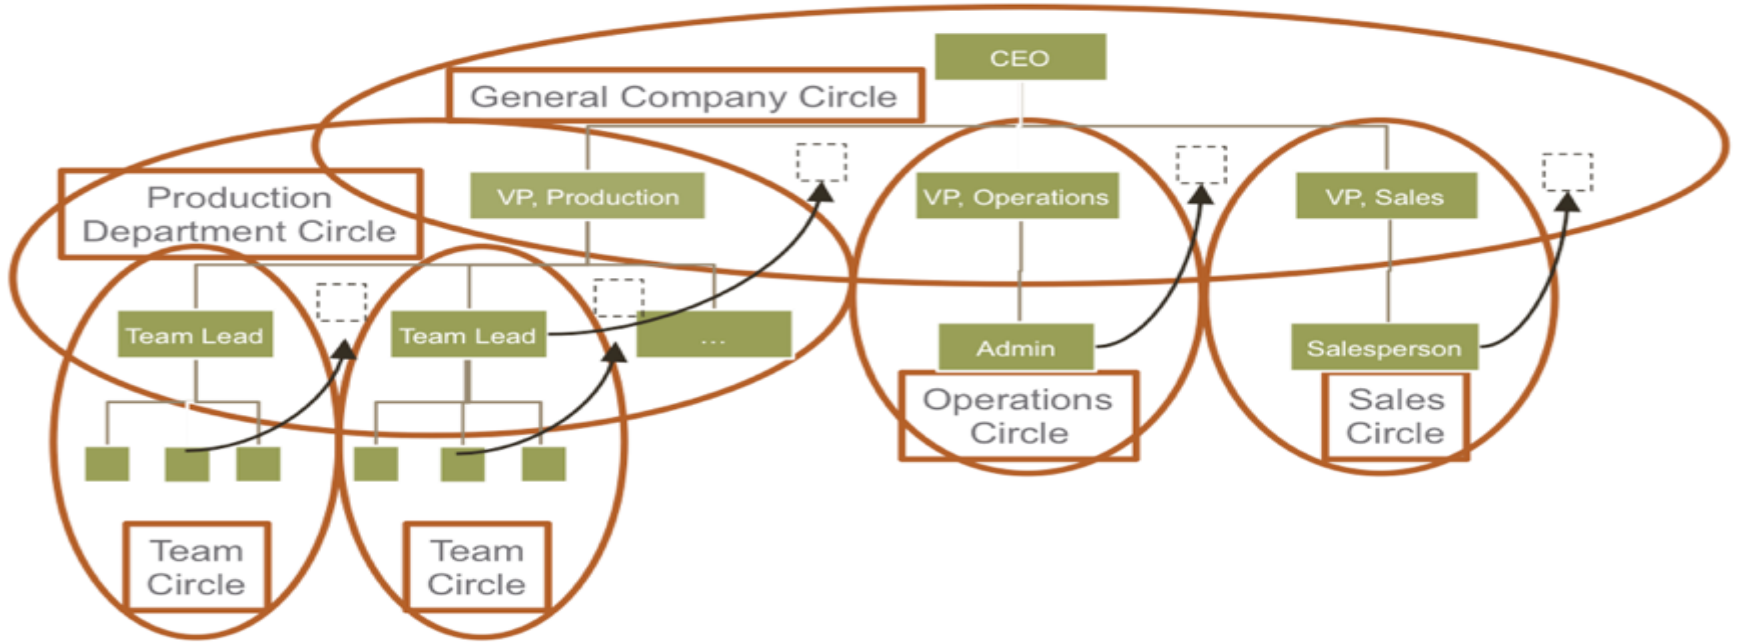 CEO
General Company Circle
Production
Department Circle
VP, Production
VP, Operations
VP, Sales
Team Lead
Team Lead
...
Admin
Salesperson
Operations
Circle
Sales
Circle
Team
Circle
Team
Circle